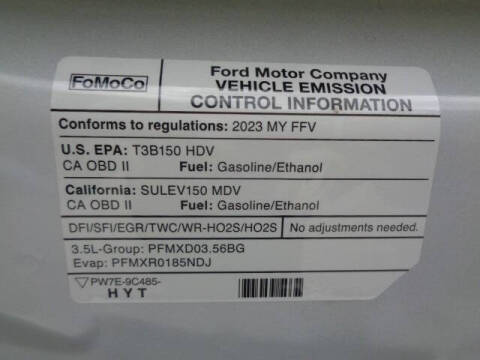 FoMoCo
Ford Motor Company
VEHICLE EMISSION
CONTROL INFORMATION
Conforms to regulations: 2023 MY FFV
U.S. EPA: T3B150 HDV
CA OBD II Fuel: Gasoline/Ethanol
California: SULEV150 MDV
CA OBD II Fuel: Gasoline/Ethanol
DFI/SFI/EGR/TWC/WR-HO2S/HO2S No adjustments needed.
3.5L-Group: PFMXD03.56BG
Evap: PFMXR0185NDJ
PW7E-9C485-
HYT